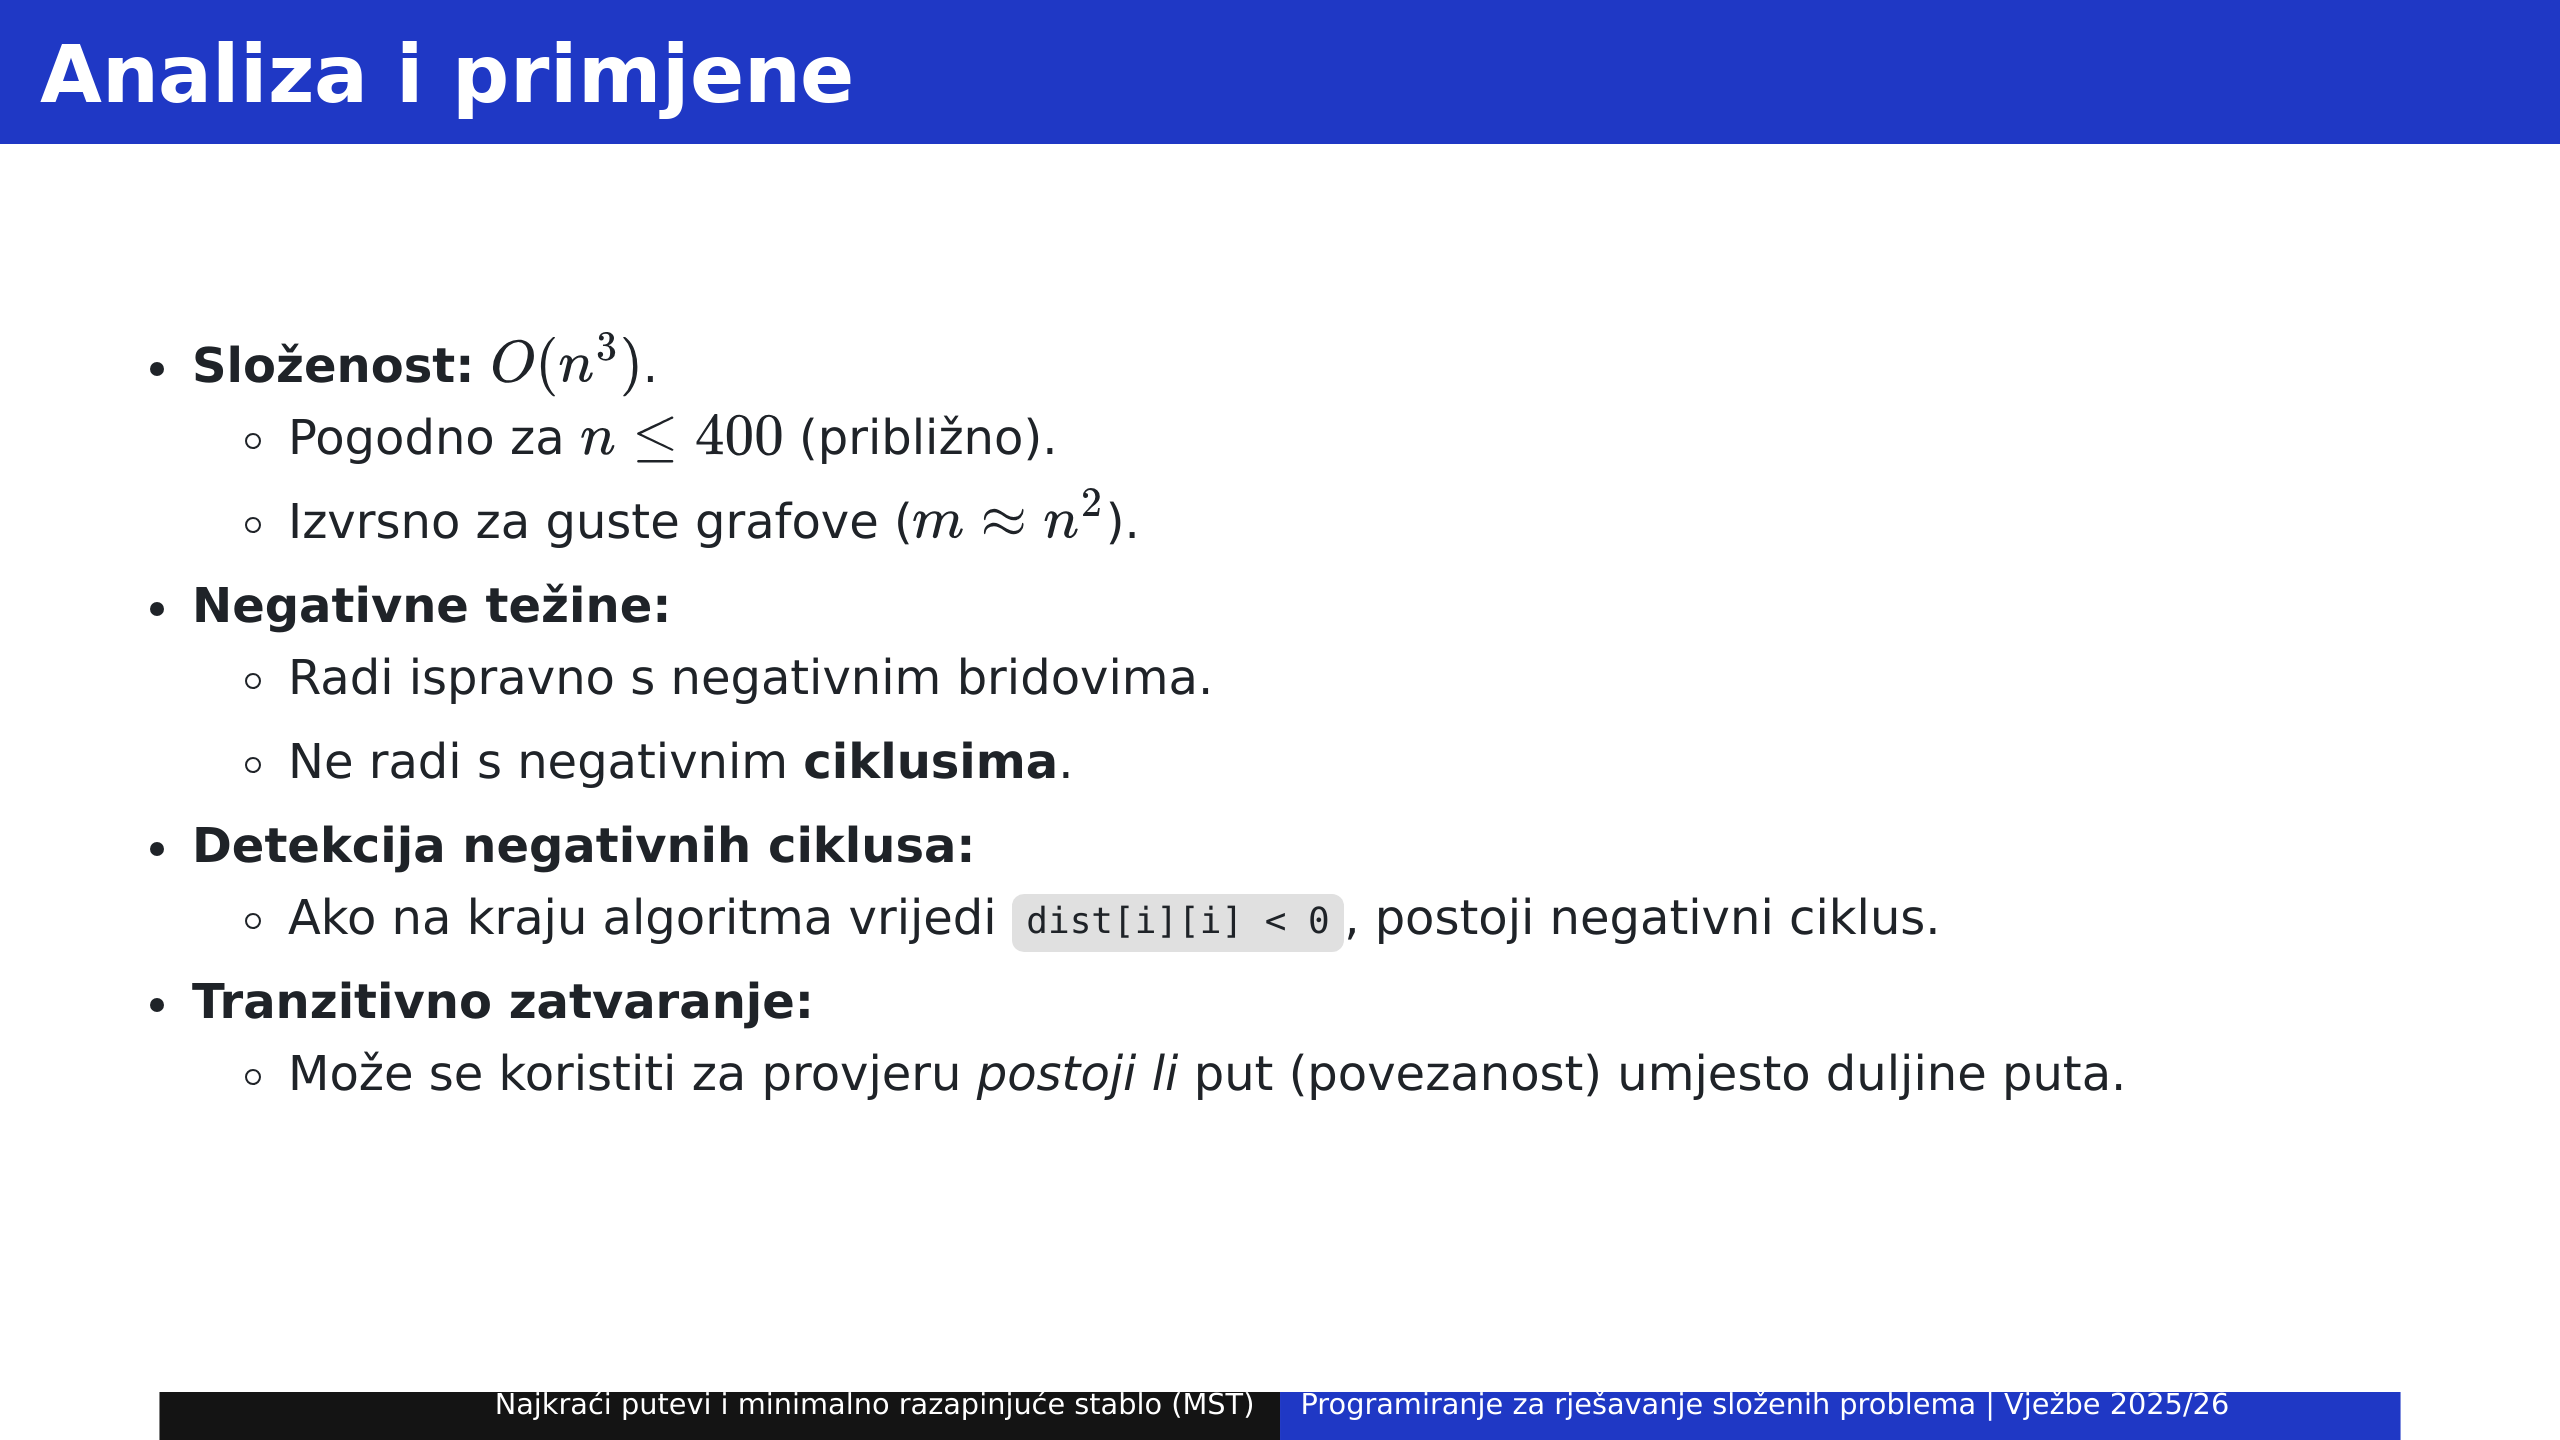 Analiza i primjene
• Složenost: O(n³).
◦ Pogodno za n ≤ 400 (približno).
◦ Izvrsno za guste grafove (m ≈ n²).
• Negativne težine:
◦ Radi ispravno s negativnim bridovima.
◦ Ne radi s negativnim ciklusima.
• Detekcija negativnih ciklusa:
◦ Ako na kraju algoritma vrijedi dist[i][i] < 0, postoji negativni ciklus.
• Tranzitivno zatvaranje:
◦ Može se koristiti za provjeru postoji li put (povezanost) umjesto duljine puta.
Najkraći putevi i minimalno razapinjuće stablo (MST)
Programiranje za rješavanje složenih problema | Vježbe 2025/26